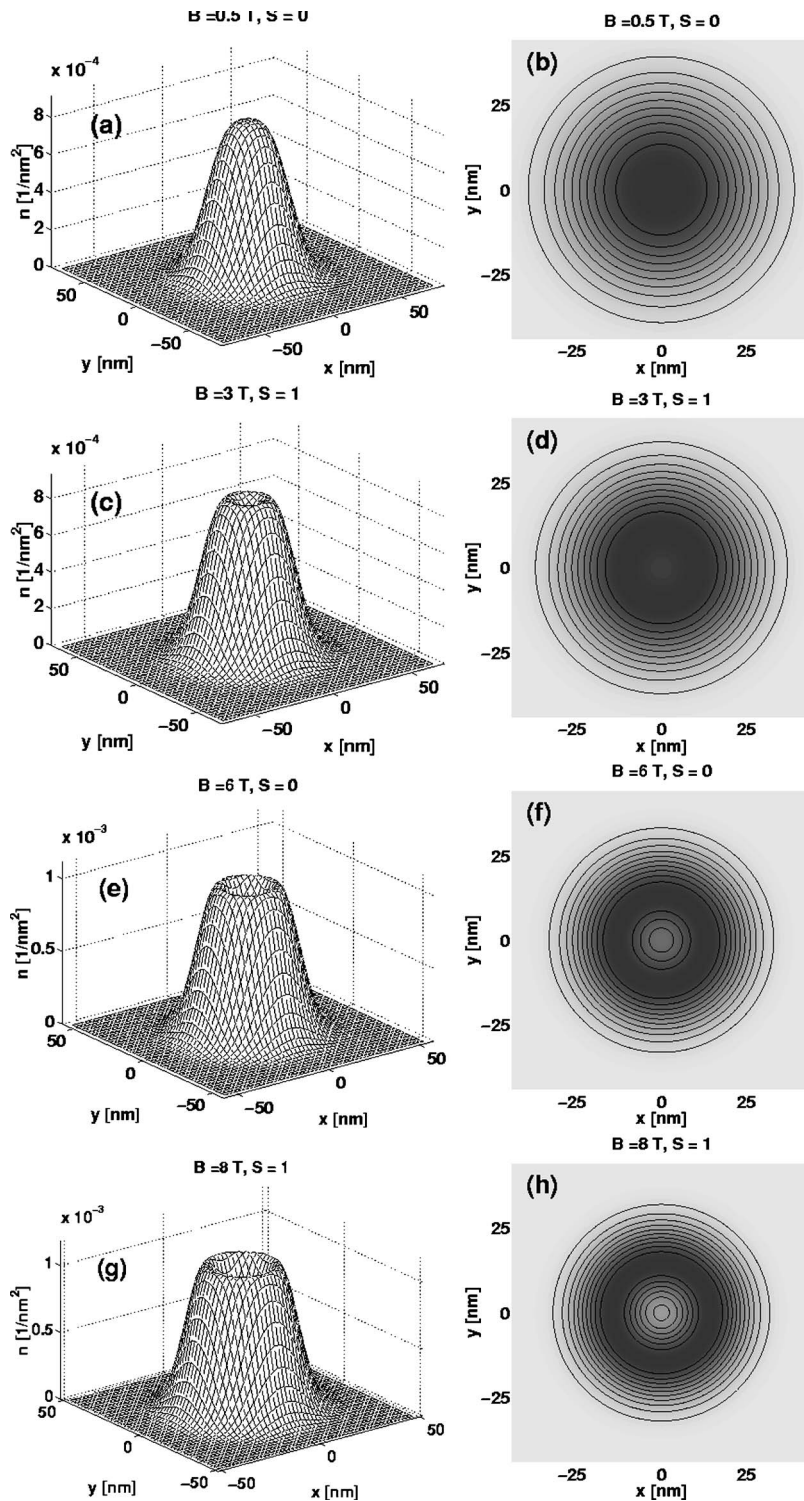 B =0.5 T, S = 0
x 10⁻⁴
(a)
8
6
4
2
0
n [1/nm²]
50
0
−50
y [nm]
−50
0
50
x [nm]
B =0.5 T, S = 0
(b)
25
0
−25
y [nm]
−25
0
25
x [nm]
B =3 T, S = 1
x 10⁻⁴
(c)
8
6
4
2
0
n [1/nm²]
50
0
−50
y [nm]
−50
0
50
x [nm]
B =3 T, S = 1
(d)
25
0
−25
y [nm]
−25
0
25
x [nm]
B =6 T, S = 0
x 10⁻³
(e)
1
0.5
0
n [1/nm²]
50
0
−50
y [nm]
−50
0
50
x [nm]
B =6 T, S = 0
(f)
25
0
−25
y [nm]
−25
0
25
x [nm]
B =8 T, S = 1
x 10⁻³
(g)
1
0.5
0
n [1/nm²]
50
0
−50
y [nm]
−50
0
50
x [nm]
B =8 T, S = 1
(h)
25
0
−25
y [nm]
−25
0
25
x [nm]